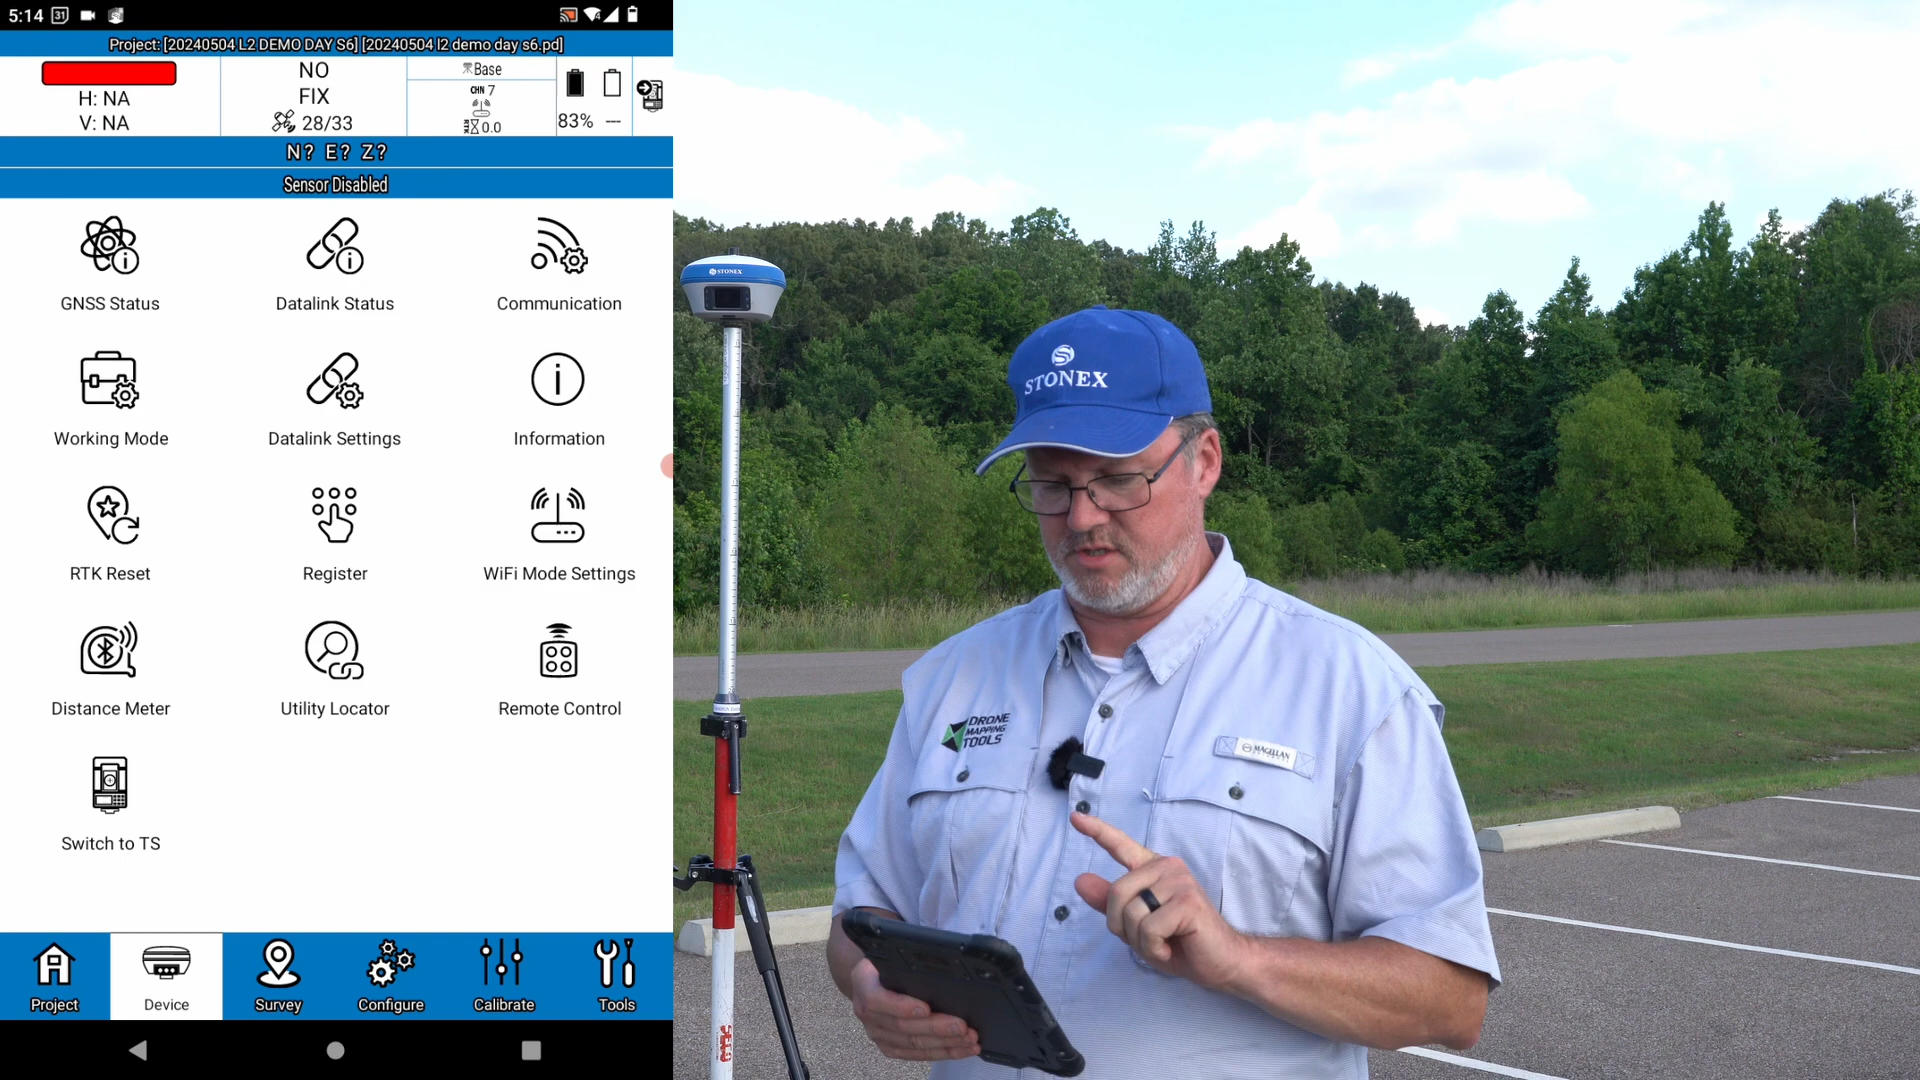 5:14
31
Project: [20240504 L2 DEMO DAY S6] [20240504 l2 demo day s6.pd]
H: NA
V: NA
NO
FIX
28/33
Base
CHN 7
RTK 0.0
83%
---
N? E? Z?
Sensor Disabled
GNSS Status
Datalink Status
Communication
Working Mode
Datalink Settings
Information
RTK Reset
Register
WiFi Mode Settings
Distance Meter
Utility Locator
Remote Control
Switch to TS
Project
Device
Survey
Configure
Calibrate
Tools
STONEX
STONEX
DRONE
MAPPING
TOOLS
MAGELLAN
SECO